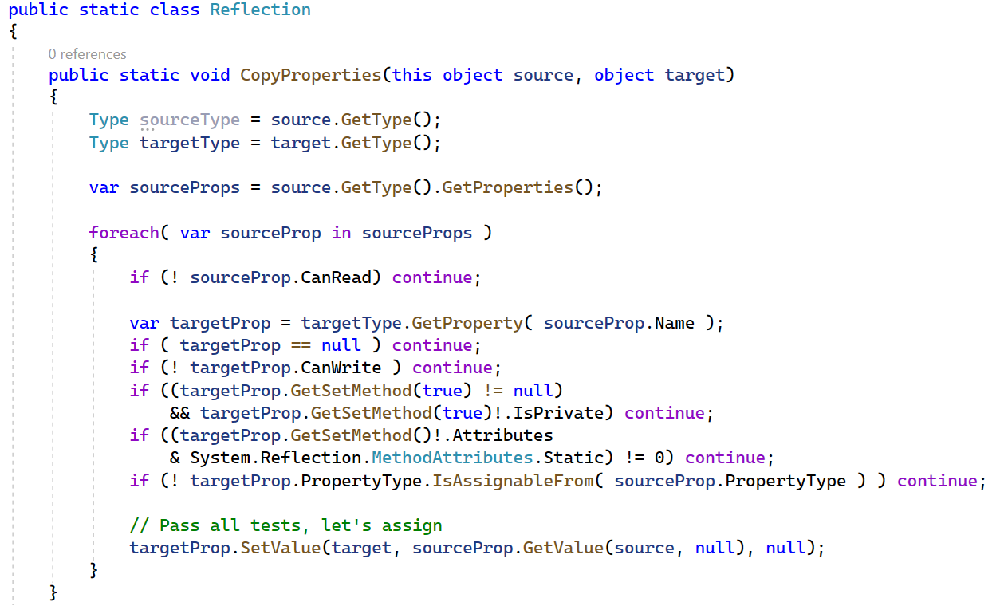 public static class Reflection
{
0 references
public static void CopyProperties(this object source, object target)
{
Type sourceType = source.GetType();
Type targetType = target.GetType();
var sourceProps = source.GetType().GetProperties();
foreach( var sourceProp in sourceProps )
{
if (! sourceProp.CanRead) continue;
var targetProp = targetType.GetProperty( sourceProp.Name );
if ( targetProp == null ) continue;
if (! targetProp.CanWrite ) continue;
if ((targetProp.GetSetMethod(true) != null)
&& targetProp.GetSetMethod(true)!.IsPrivate) continue;
if ((targetProp.GetSetMethod()!.Attributes
& System.Reflection.MethodAttributes.Static) != 0) continue;
if (! targetProp.PropertyType.IsAssignableFrom( sourceProp.PropertyType ) ) continue;
// Pass all tests, let's assign
targetProp.SetValue(target, sourceProp.GetValue(source, null), null);
}
}